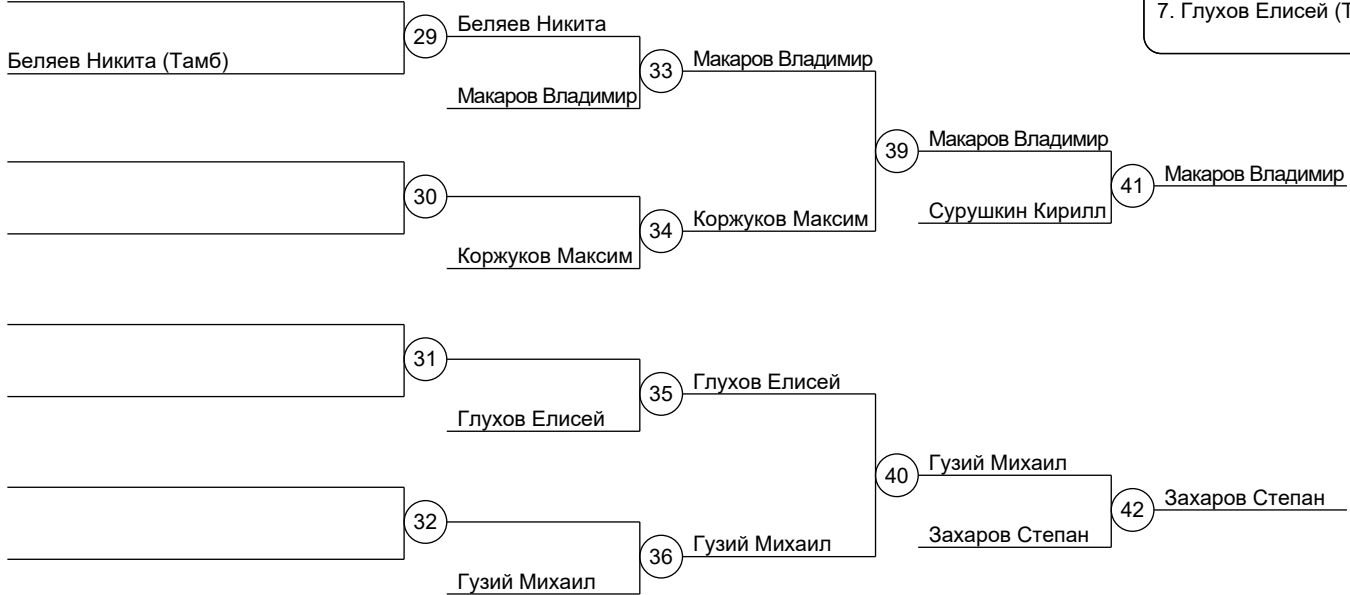 7. Глухов Елисей (Т
Беляев Никита (Тамб)
29
Беляев Никита
Макаров Владимир
33
Макаров Владимир
39
Макаров Владимир
Сурушкин Кирилл
41
Макаров Владимир
30
Коржуков Максим
34
Коржуков Максим
31
Глухов Елисей
35
Глухов Елисей
40
Гузий Михаил
Захаров Степан
42
Захаров Степан
32
Гузий Михаил
36
Гузий Михаил